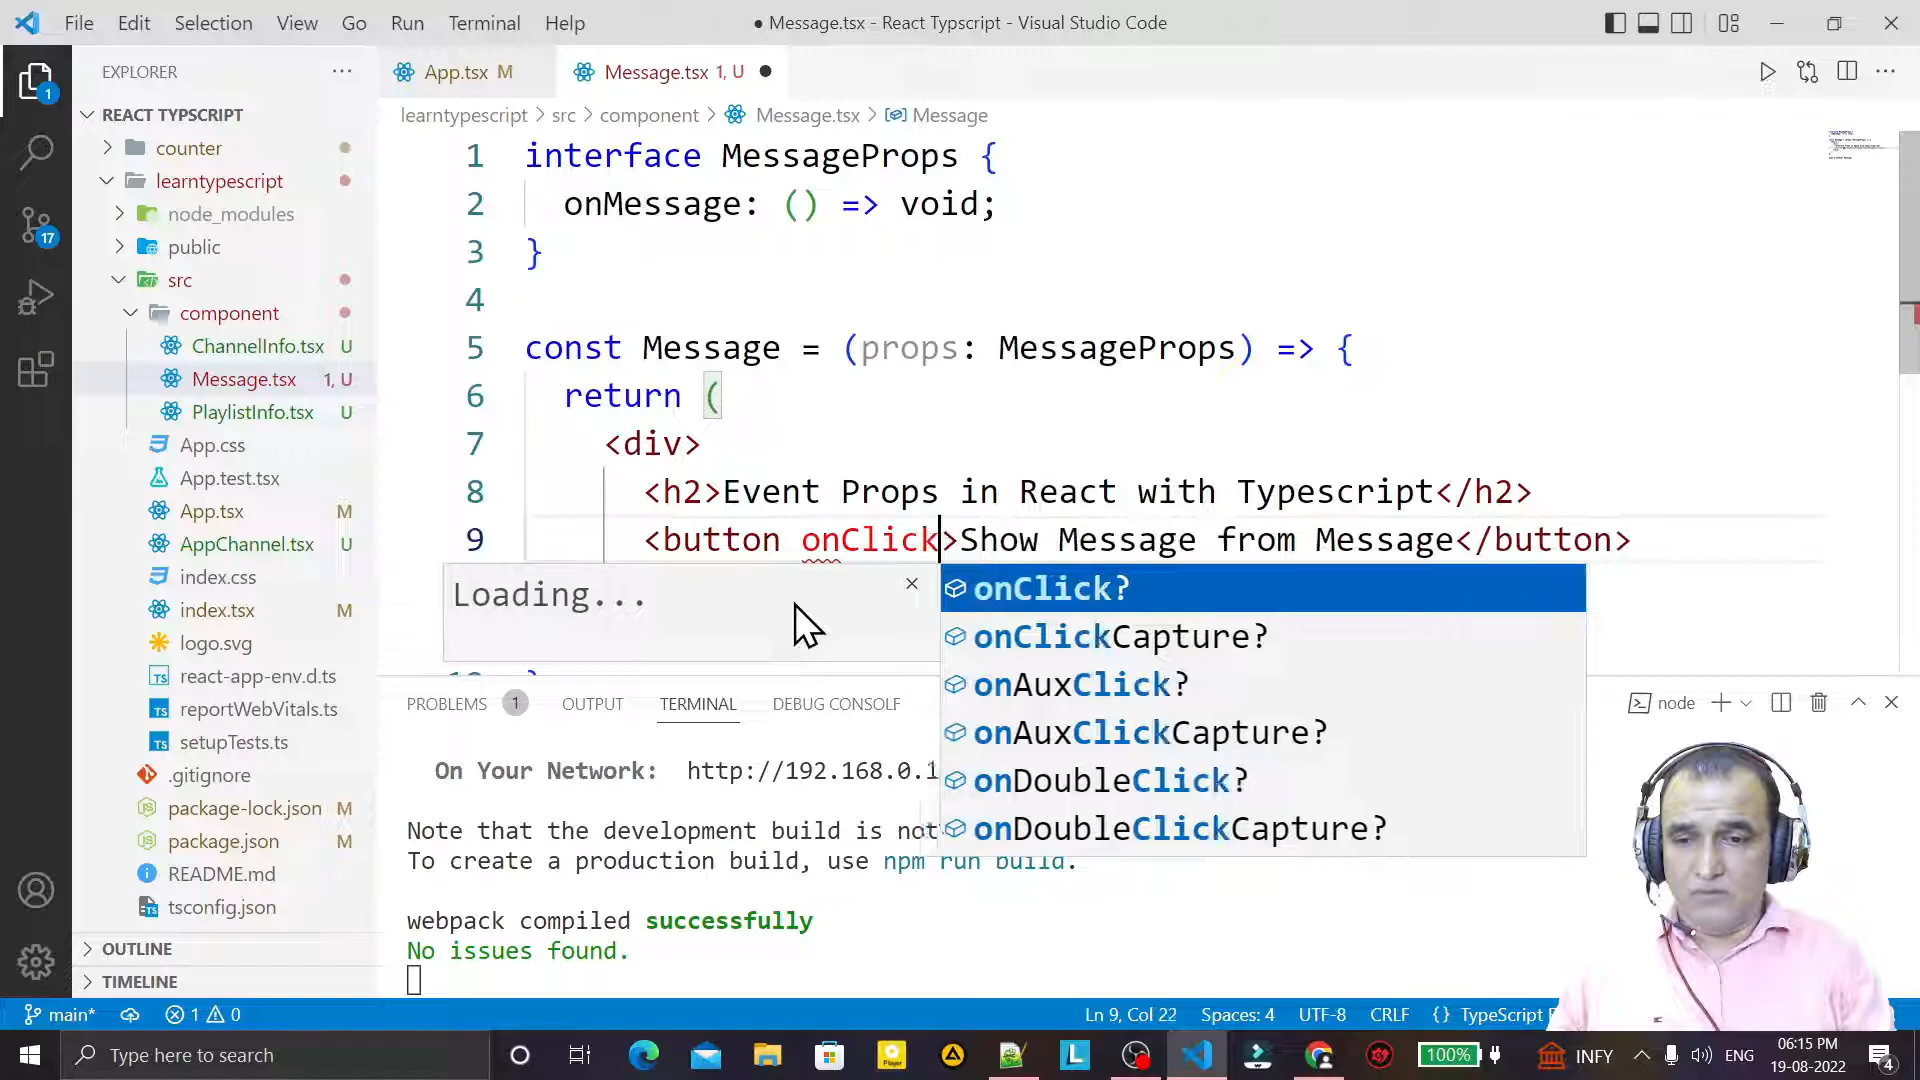 File Edit Selection View Go Run Terminal Help
● Message.tsx - React Typscript - Visual Studio Code
EXPLORER ...
REACT TYPSCRIPT
counter
learntypescript
node_modules
public
src
component
ChannelInfo.tsx U
Message.tsx 1, U
PlaylistInfo.tsx U
App.css
App.test.tsx
App.tsx M
AppChannel.tsx U
index.css
index.tsx M
logo.svg
react-app-env.d.ts
reportWebVitals.ts
setupTests.ts
.gitignore
package-lock.json M
package.json M
README.md
tsconfig.json
OUTLINE
TIMELINE
1
17
App.tsx M
Message.tsx 1, U ●
learntypescript > src > component > Message.tsx > Message
1 interface MessageProps {
2 onMessage: () => void;
3 }
4
5 const Message = (props: MessageProps) => {
6 return (
7 <div>
8 <h2>Event Props in React with Typescript</h2>
9 <button onClick>Show Message from Message</button>
Loading...
onClick?
onClickCapture?
onAuxClick?
onAuxClickCapture?
onDoubleClick?
onDoubleClickCapture?
PROBLEMS 1 OUTPUT TERMINAL DEBUG CONSOLE
node
On Your Network: http://192.168.0.1
Note that the development build is not
To create a production build, use npm run build.
webpack compiled successfully
No issues found.
main* 1 0
Ln 9, Col 22 Spaces: 4 UTF-8 CRLF {} TypeScript
Type here to search
Player
L
100%
INFY
ENG
06:15 PM
19-08-2022
4